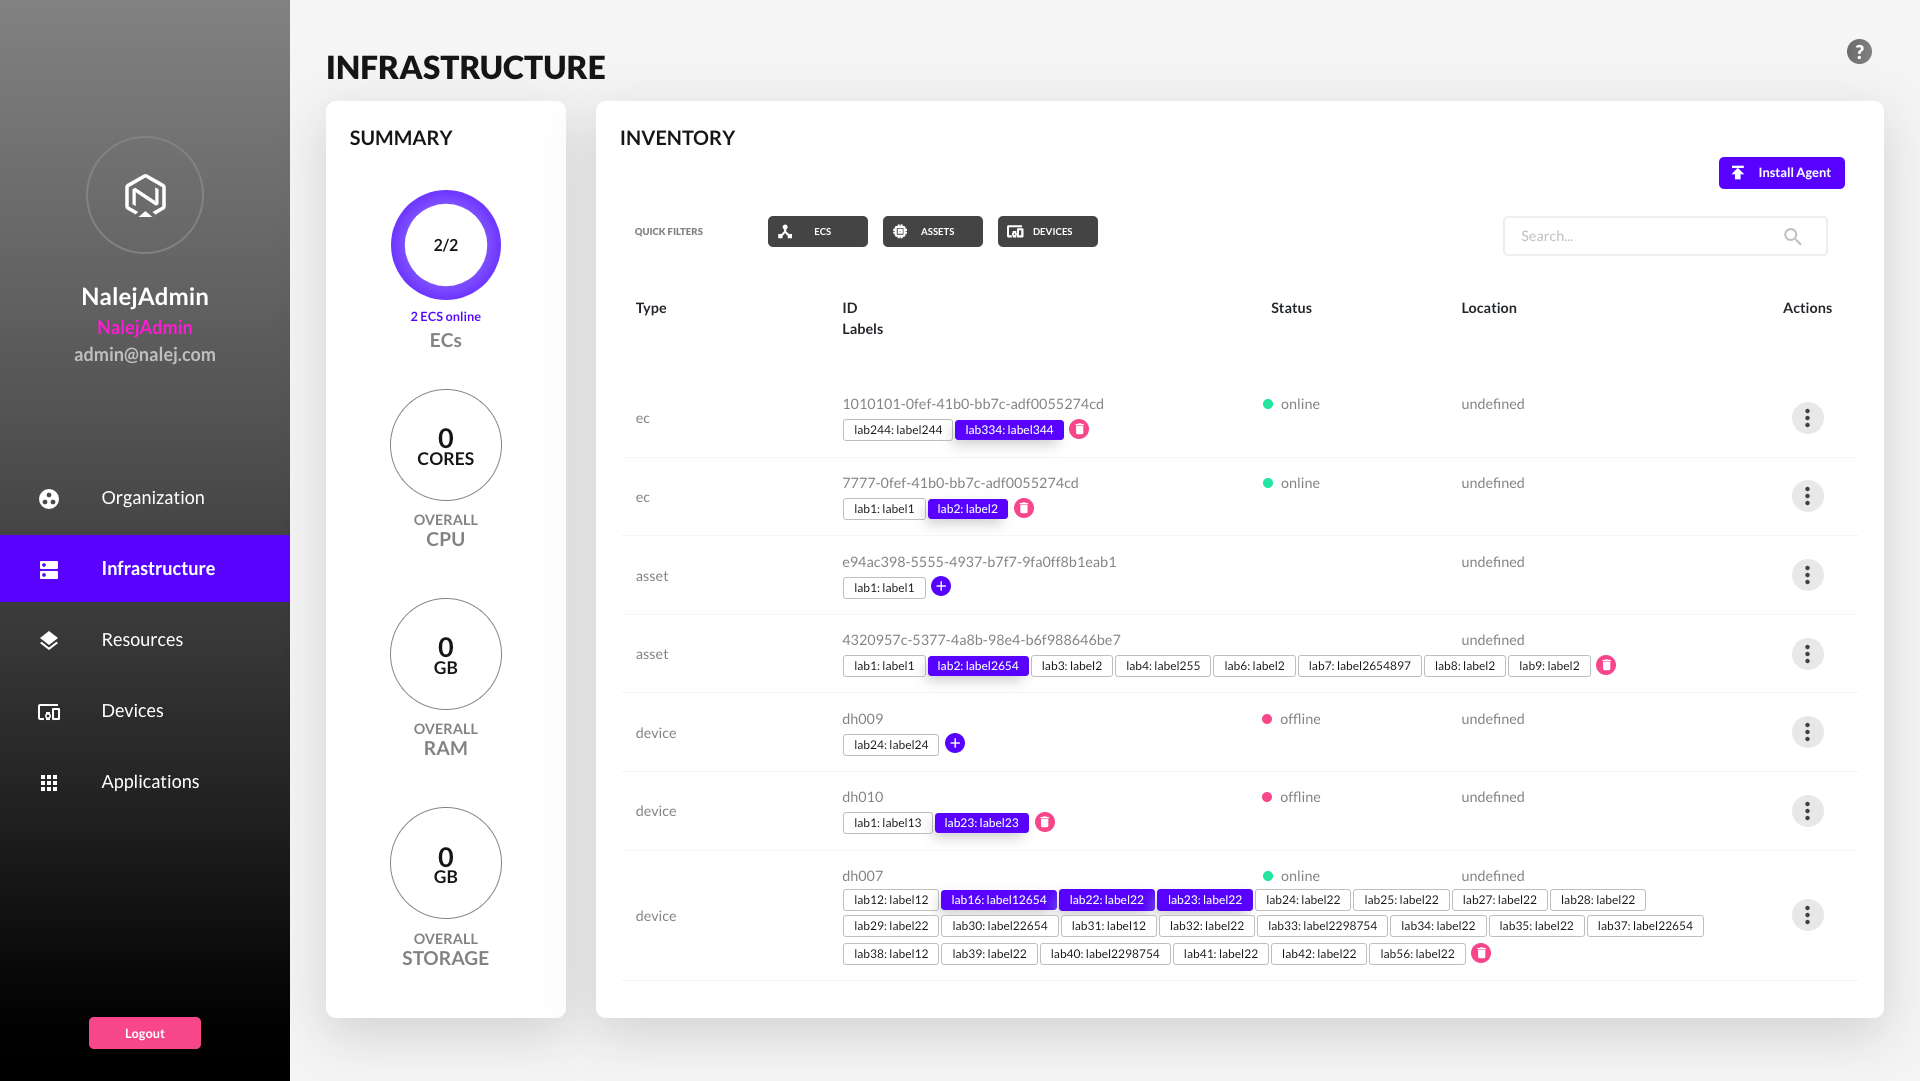 INFRASTRUCTURE
?
NalejAdmin
NalejAdmin
admin@nalej.com
Organization
Infrastructure
Resources
Devices
Applications
Logout
SUMMARY
2/2
2 ECS online
ECs
0
CORES
OVERALL
CPU
0
GB
OVERALL
RAM
0
GB
OVERALL
STORAGE
INVENTORY
Install Agent
QUICK FILTERS ECS ASSETS DEVICES Search...
Type ID Status Location Actions
Labels
ec 1010101-0fef-41b0-bb7c-adf0055274cd online undefined
lab244: label244 lab334: label344
ec 7777-0fef-41b0-bb7c-adf0055274cd online undefined
lab1: label1 lab2: label2
asset e94ac398-5555-4937-b7f7-9fa0ff8b1eab1 undefined
lab1: label1
asset 4320957c-5377-4a8b-98e4-b6f988646be7 undefined
lab1: label1 lab2: label2654 lab3: label2 lab4: label255 lab6: label2 lab7: label2654897 lab8: label2 lab9: label2
device dh009 offline undefined
lab24: label24
device dh010 offline undefined
lab1: label13 lab23: label23
device dh007 online undefined
lab12: label12 lab16: label12654 lab22: label22 lab23: label22 lab24: label22 lab25: label22 lab27: label22 lab28: label22
lab29: label22 lab30: label22654 lab31: label12 lab32: label22 lab33: label2298754 lab34: label22 lab35: label22 lab37: label22654
lab38: label12 lab39: label22 lab40: label2298754 lab41: label22 lab42: label22 lab56: label22